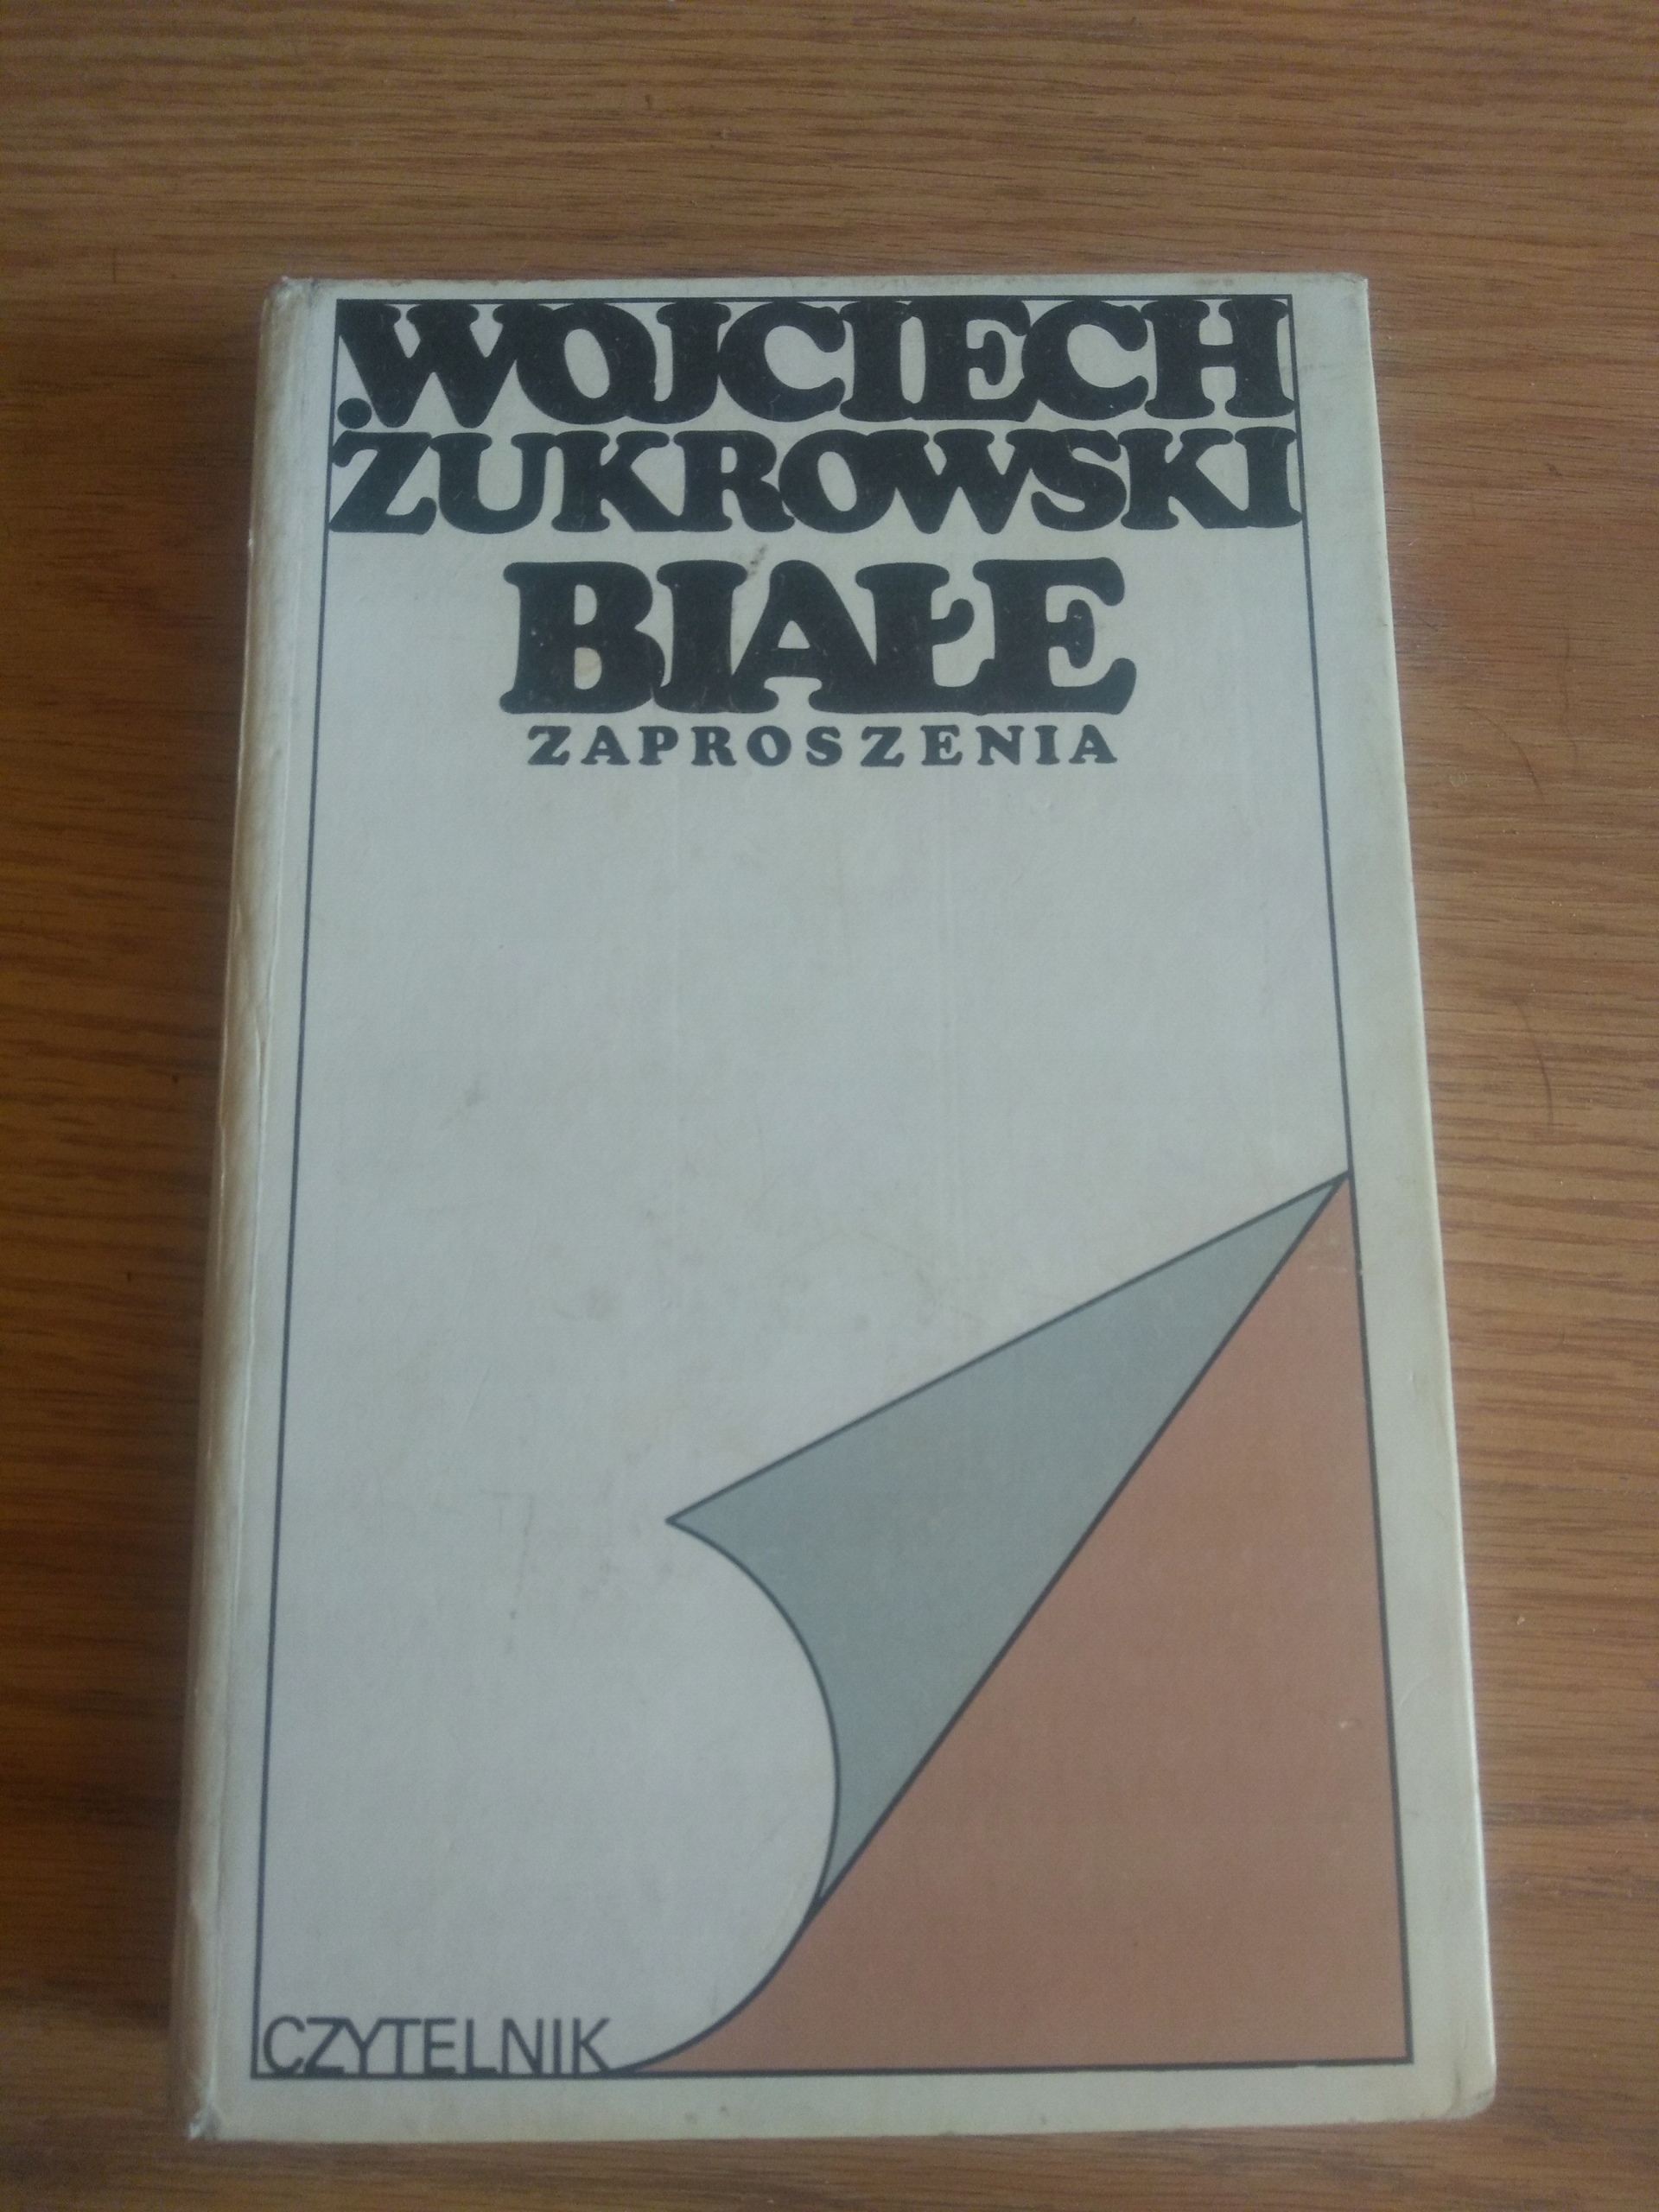 WOJCIECH
ŻUKROWSKI
BIAŁE
ZAPROSZENIA
CZYTELNIK